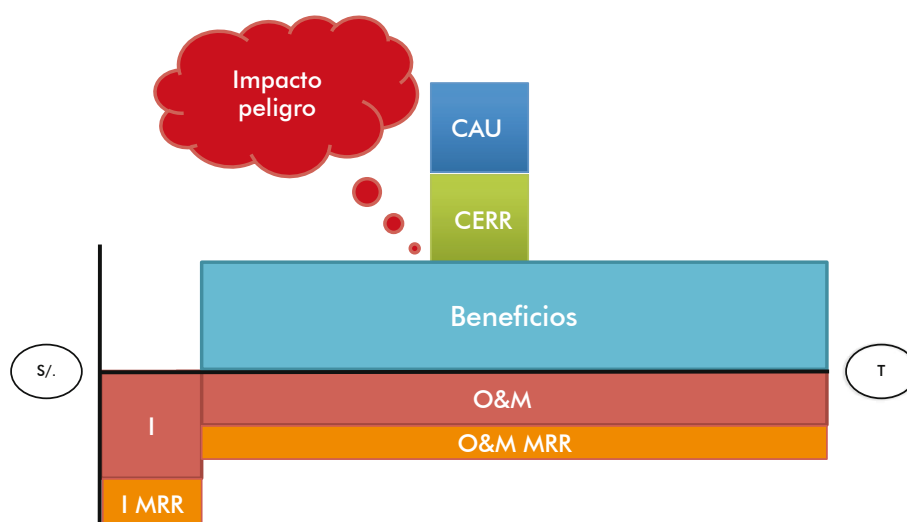 Impacto
peligro
CAU
CERR
Beneficios
S/.
T
I
O&M
O&M MRR
I MRR